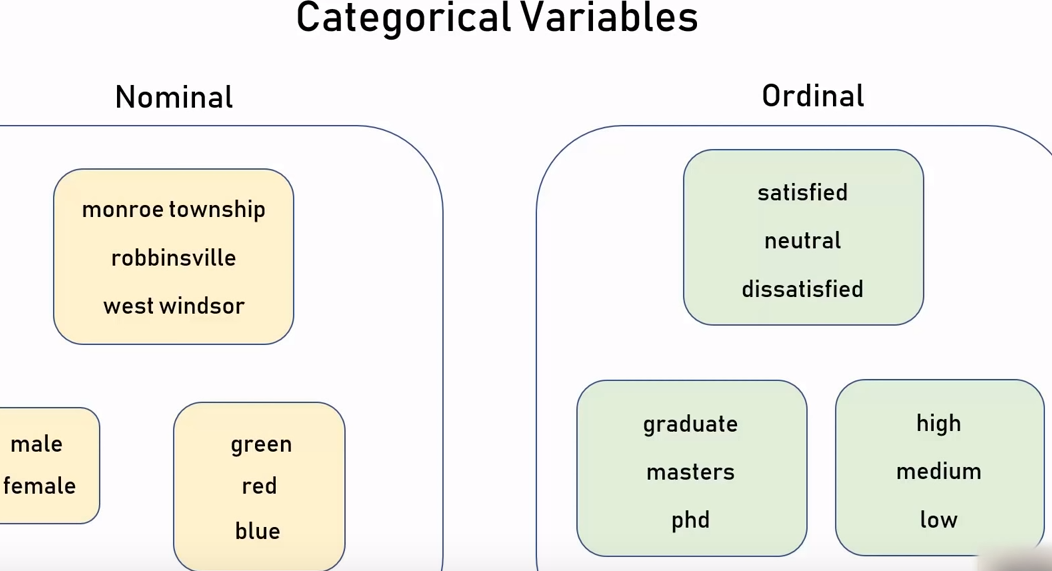 Categorical Variables
Nominal
monroe township
robbinsville
west windsor
male
female
green
red
blue
Ordinal
satisfied
neutral
dissatisfied
graduate
masters
phd
high
medium
low